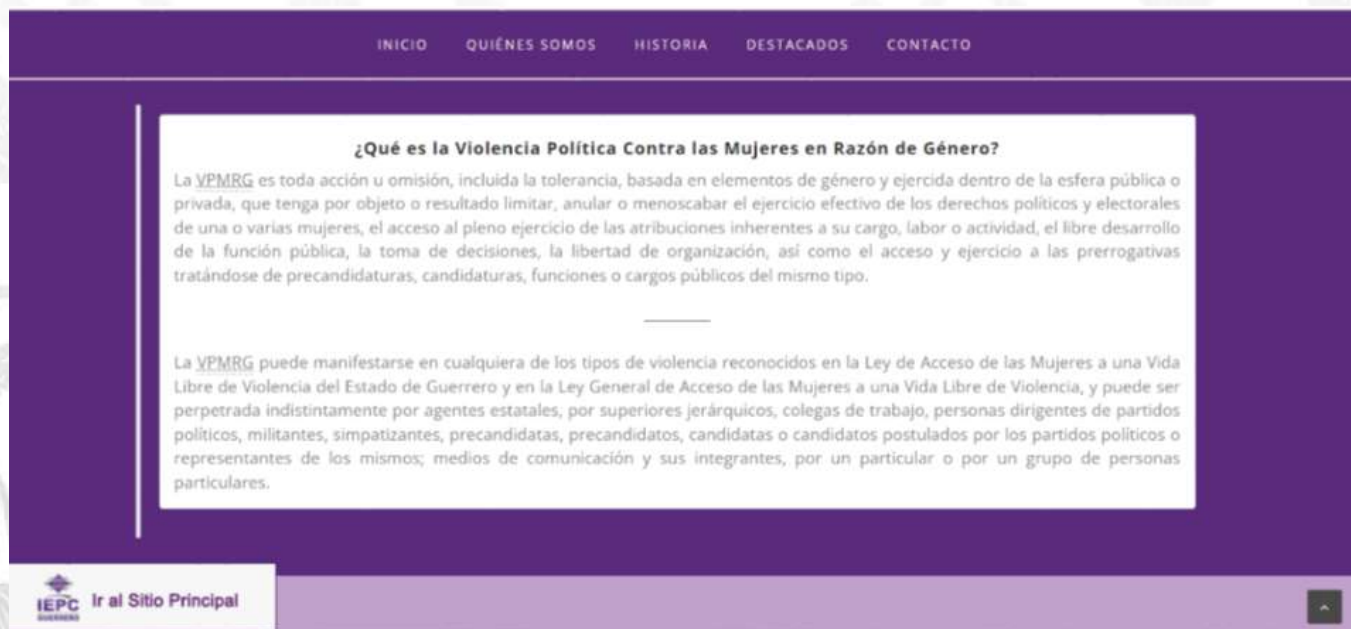 INICIO QUIÉNES SOMOS HISTORIA DESTACADOS CONTACTO
¿Qué es la Violencia Política Contra las Mujeres en Razón de Género?
La VPMRG es toda acción u omisión, incluida la tolerancia, basada en elementos de género y ejercida dentro de la esfera pública o
privada, que tenga por objeto o resultado limitar, anular o menoscabar el ejercicio efectivo de los derechos políticos y electorales
de una o varias mujeres, el acceso al pleno ejercicio de las atribuciones inherentes a su cargo, labor o actividad, el libre desarrollo
de la función pública, la toma de decisiones, la libertad de organización, así como el acceso y ejercicio a las prerrogativas
tratándose de precandidaturas, candidaturas, funciones o cargos públicos del mismo tipo.
La VPMRG puede manifestarse en cualquiera de los tipos de violencia reconocidos en la Ley de Acceso de las Mujeres a una Vida
Libre de Violencia del Estado de Guerrero y en la Ley General de Acceso de las Mujeres a una Vida Libre de Violencia, y puede ser
perpetrada indistintamente por agentes estatales, por superiores jerárquicos, colegas de trabajo, personas dirigentes de partidos
políticos, militantes, simpatizantes, precandidatas, precandidatos, candidatas o candidatos postulados por los partidos políticos o
representantes de los mismos; medios de comunicación y sus integrantes, por un particular o por un grupo de personas
particulares.
IEPC
GUERRERO
Ir al Sitio Principal